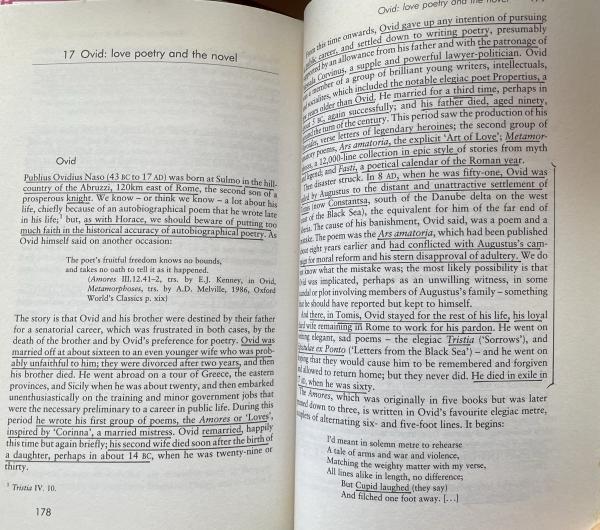 17 Ovid: love poetry and the novel
Ovid
Publius Ovidius Naso (43 BC to 17 AD) was born at Sulmo in the hill-
country of the Abruzzi, 120km east of Rome, the second son of a
prosperous knight. We know – or think we know – a lot about his
life, chiefly because of an autobiographical poem that he wrote late
in his life;¹ but, as with Horace, we should beware of putting too
much faith in the historical accuracy of autobiographical poetry. As
Ovid himself said on another occasion:
The poet's fruitful freedom knows no bounds,
and takes no oath to tell it as it happened.
(Amores III.12.41–2, trs. by E.J. Kenney, in Ovid,
Metamorphoses, trs. by A.D. Melville, 1986, Oxford
World's Classics p. xix)
The story is that Ovid and his brother were destined by their father
for a senatorial career, which was frustrated in both cases, by the
death of the brother and by Ovid's preference for poetry. Ovid was
married off at about sixteen to an even younger wife who was prob-
ably unfaithful to him; they were divorced after two years, and then
his brother died. He went abroad on a tour of Greece, the eastern
provinces, and Sicily when he was about twenty, and then embarked
unenthusiastically on the training and minor government jobs that
were the necessary preliminary to a career in public life. During this
period he wrote his first group of poems, the Amores or 'Loves',
inspired by 'Corinna', a married mistress. Ovid remarried, happily
this time but again briefly; his second wife died soon after the birth of
a daughter, perhaps in about 14 BC, when he was twenty-nine or
thirty.
¹ Tristia IV. 10.
178
Ovid: love poetry and the novel
From this time onwards, Ovid gave up any intention of pursuing
career, and settled down to writing poetry, presumably
by an allowance from his father and with the patronage of
Corvinus, a supple and powerful lawyer-politician. Ovid
member of a group of brilliant young writers, intellectuals,
socialites, which included the notable elegiac poet Propertius, a
years older than Ovid. He married for a third time, perhaps in
5 BC, again successfully; and his father died, aged ninety,
the turn of the century. This period saw the production of his
verse letters of legendary heroines; the second group of
poems, Ars amatoria, the explicit 'Art of Love'; Metamor-
a 12,000-line collection in epic style of stories from myth
legend; and Fasti, a poetical calendar of the Roman year.
Then disaster struck. In 8 AD, when he was fifty-one, Ovid was
by Augustus to the distant and unattractive settlement of
(now Constantsa, south of the Danube delta on the west
of the Black Sea), the equivalent for him of the far end of
The cause of his banishment, Ovid said, was a poem and a
mistake. The poem was the Ars amatoria, which had been published
eight years earlier and had conflicted with Augustus's cam-
for moral reform and his stern disapproval of adultery. We do
know what the mistake was; the most likely possibility is that
was implicated, perhaps as an unwilling witness, in some
or plot involving members of Augustus's family – something
he should have reported but kept to himself.
And there, in Tomis, Ovid stayed for the rest of his life, his loyal
third wife remaining in Rome to work for his pardon. He went on
writing elegant, sad poems – the elegiac Tristia ('Sorrows'), and
Epistulae ex Ponto ('Letters from the Black Sea') – and he went on
hoping that they would cause him to be remembered and forgiven
and allowed to return home; but they never did. He died in exile in
17 AD, when he was sixty.
The Amores, which was originally in five books but was later
down to three, is written in Ovid's favourite elegiac metre,
couplets of alternating six- and five-foot lines. It begins:
I'd meant in solemn metre to rehearse
A tale of arms and war and violence,
Matching the weighty matter with my verse,
All lines alike in length, no difference;
But Cupid laughed (they say)
And filched one foot away. [...]